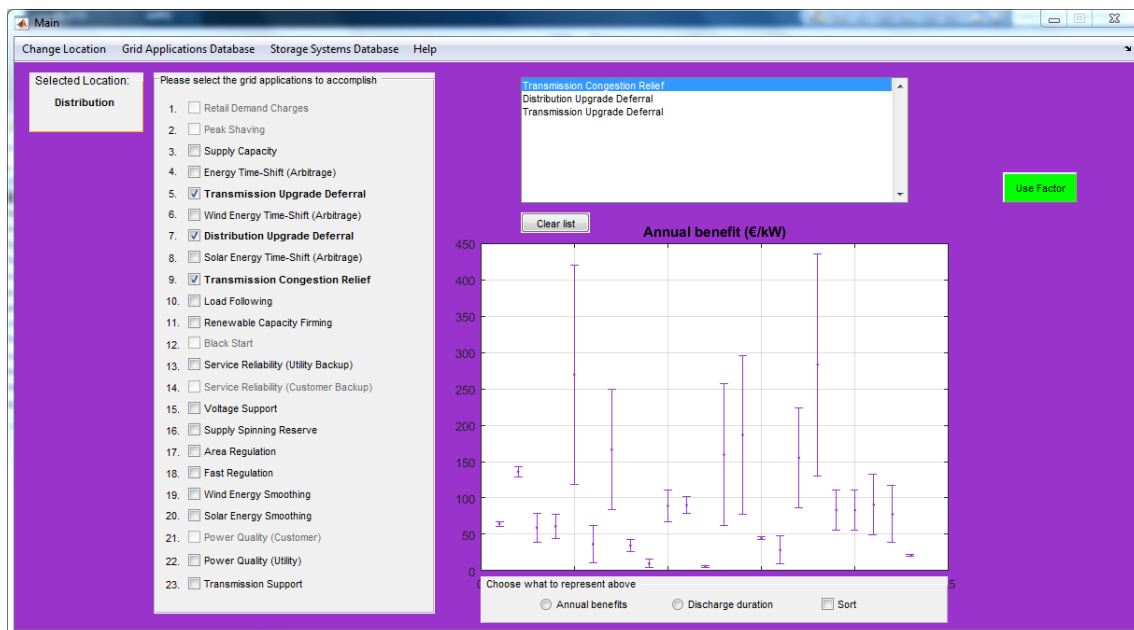 Main
Change Location Grid Applications Database Storage Systems Database Help
Selected Location:
Distribution
Please select the grid applications to accomplish
1. Retail Demand Charges
2. Peak Shaving
3. Supply Capacity
4. Energy Time-Shift (Arbitrage)
5. Transmission Upgrade Deferral
6. Wind Energy Time-Shift (Arbitrage)
7. Distribution Upgrade Deferral
8. Solar Energy Time-Shift (Arbitrage)
9. Transmission Congestion Relief
10. Load Following
11. Renewable Capacity Firming
12. Black Start
13. Service Reliability (Utility Backup)
14. Service Reliability (Customer Backup)
15. Voltage Support
16. Supply Spinning Reserve
17. Area Regulation
18. Fast Regulation
19. Wind Energy Smoothing
20. Solar Energy Smoothing
21. Power Quality (Customer)
22. Power Quality (Utility)
23. Transmission Support
Transmission Congestion Relief
Distribution Upgrade Deferral
Transmission Upgrade Deferral
Use Factor
Clear list
Annual benefit (€/kW)
450
400
350
300
250
200
150
100
50
0
Choose what to represent above
Annual benefits Discharge duration Sort